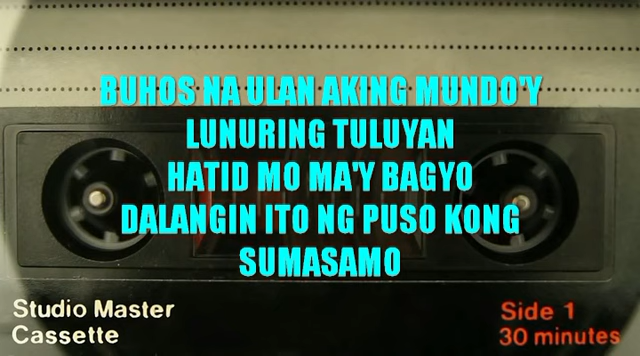 BUHOS NA ULAN AKING MUNDO'Y
LUNURING TULUYAN
HATID MO MA'Y BAGYO
DALANGIN ITO NG PUSO KONG
SUMASAMO
Studio Master
Cassette
Side 1
30 minutes